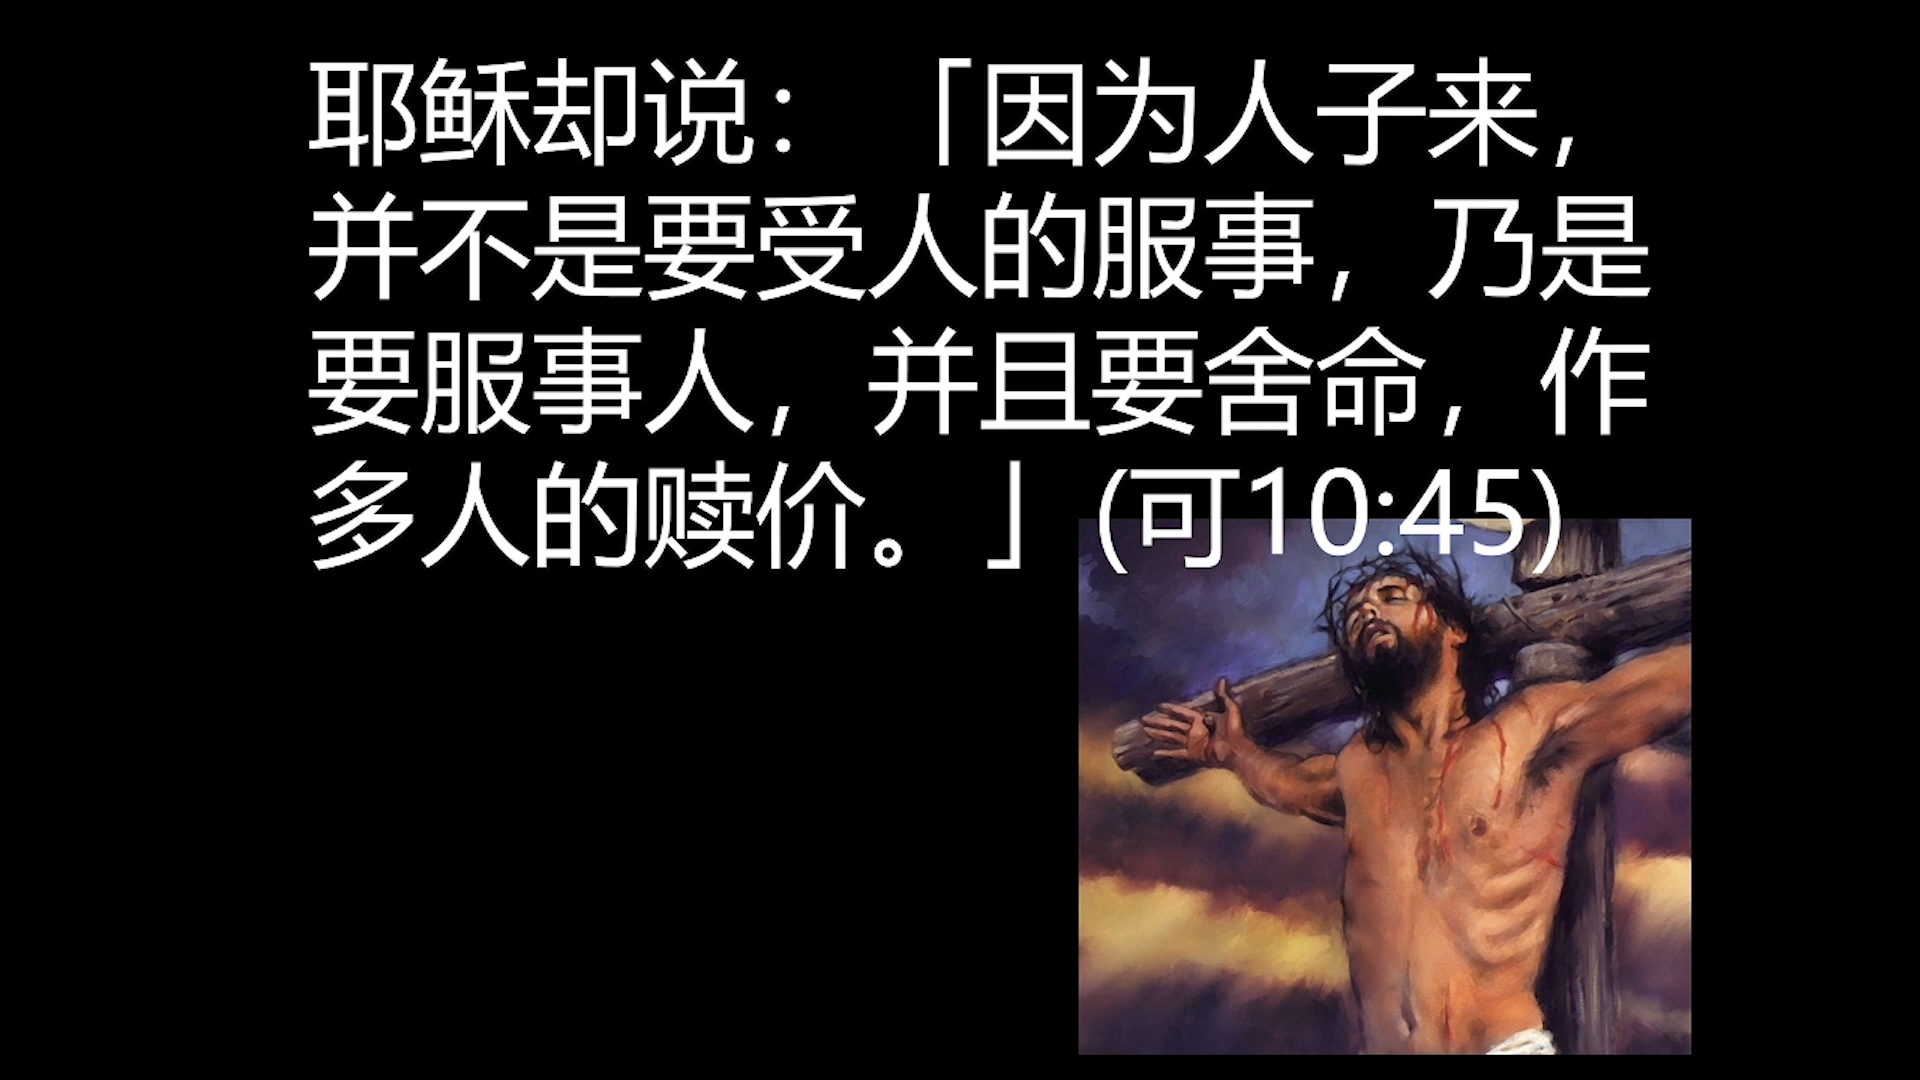 耶稣却说：「因为人子来，
并不是要受人的服事，乃是
要服事人，并且要舍命，作
多人的赎价。」(可10:45)